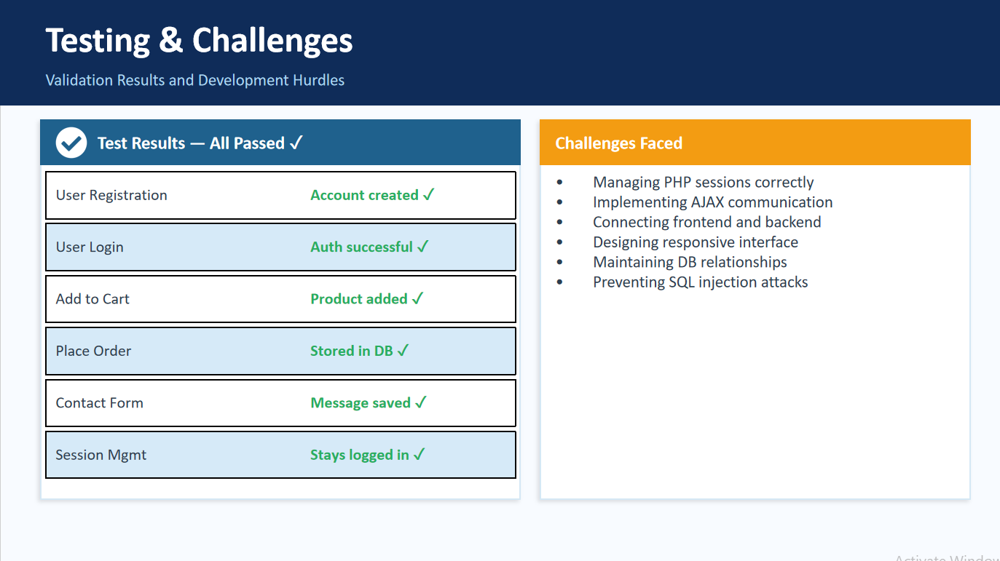 Testing & Challenges
Validation Results and Development Hurdles
Test Results — All Passed ✓
User Registration Account created ✓
User Login Auth successful ✓
Add to Cart Product added ✓
Place Order Stored in DB ✓
Contact Form Message saved ✓
Session Mgmt Stays logged in ✓
Challenges Faced
• Managing PHP sessions correctly
• Implementing AJAX communication
• Connecting frontend and backend
• Designing responsive interface
• Maintaining DB relationships
• Preventing SQL injection attacks
Activate